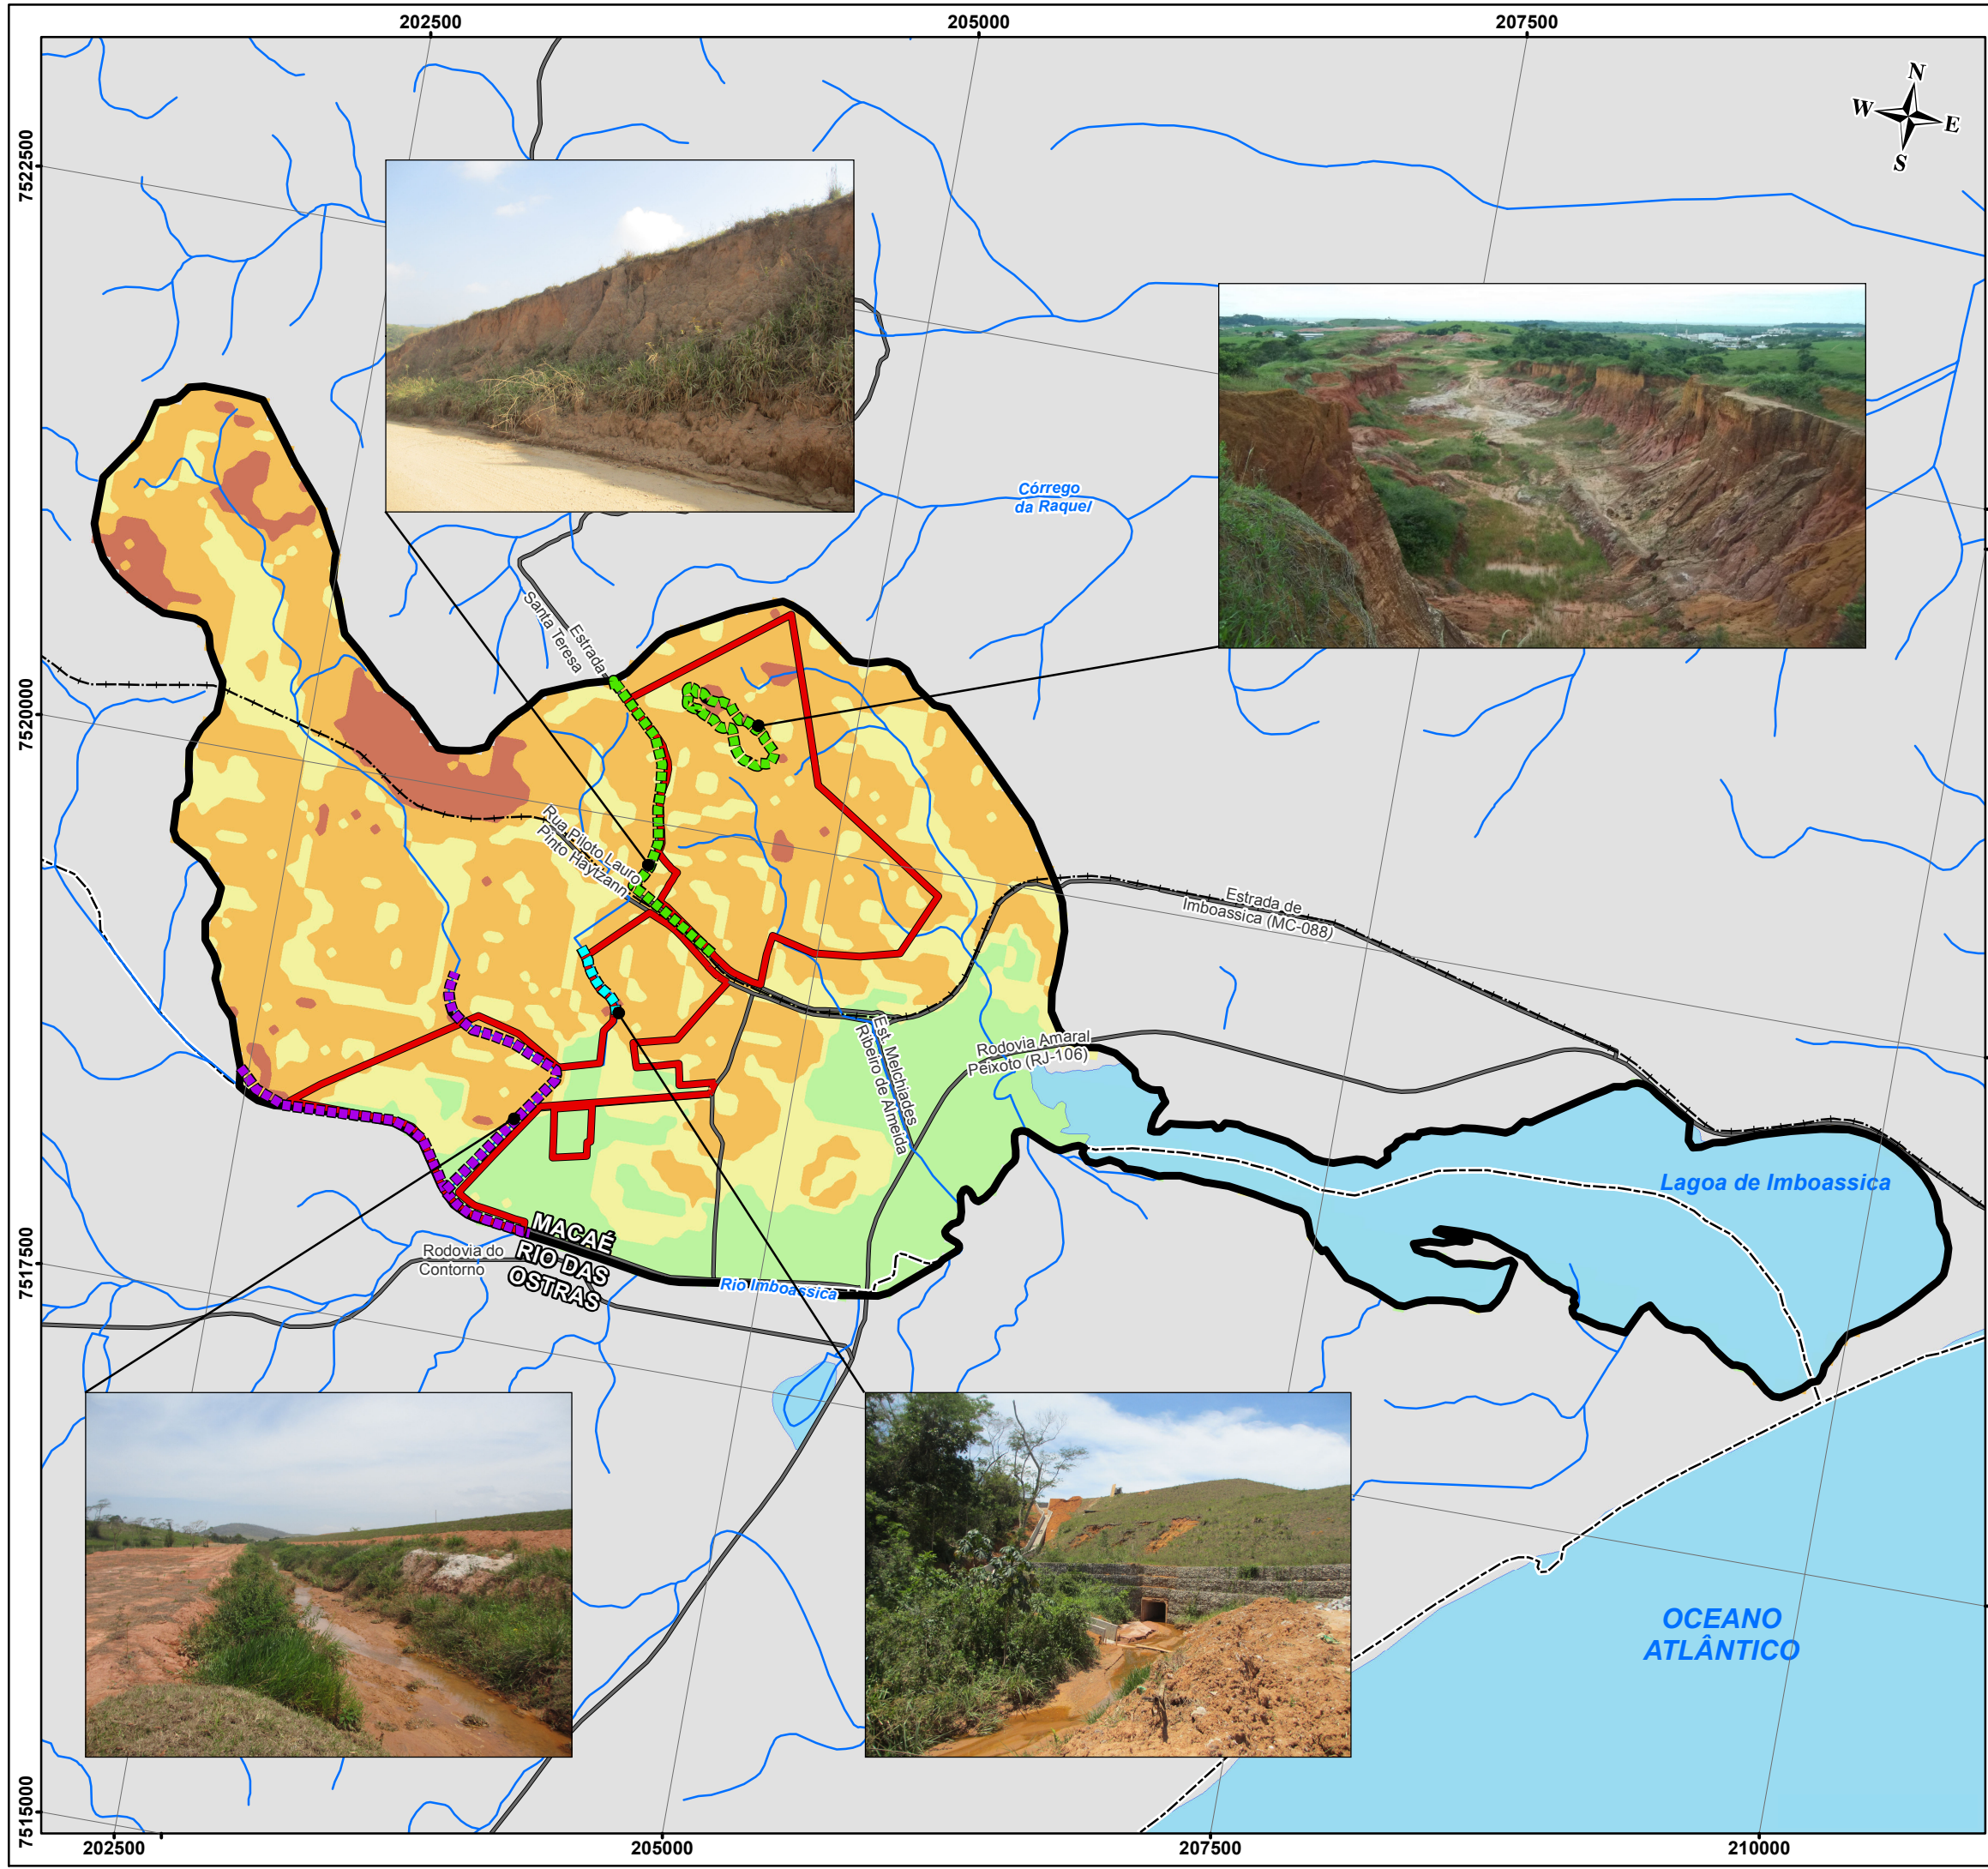 202500
205000
207500
N
W
E
S
7522500
Córrego
da Raquel
Estrada
Santa Teresa
7520000
Rua Piloto Lauro
Pinto Haytzann
Estrada de
Imboassica (MC-088)
Est. Melchiades
Ribeiro de Almeida
Rodovia Amaral
Peixoto (RJ-106)
Lagoa de Imboassica
MACAÉ
RIO DAS
OSTRAS
Rodovia do
Contorno
7517500
Rio Imboassica
OCEANO
ATLÂNTICO
7515000
202500
205000
207500
210000